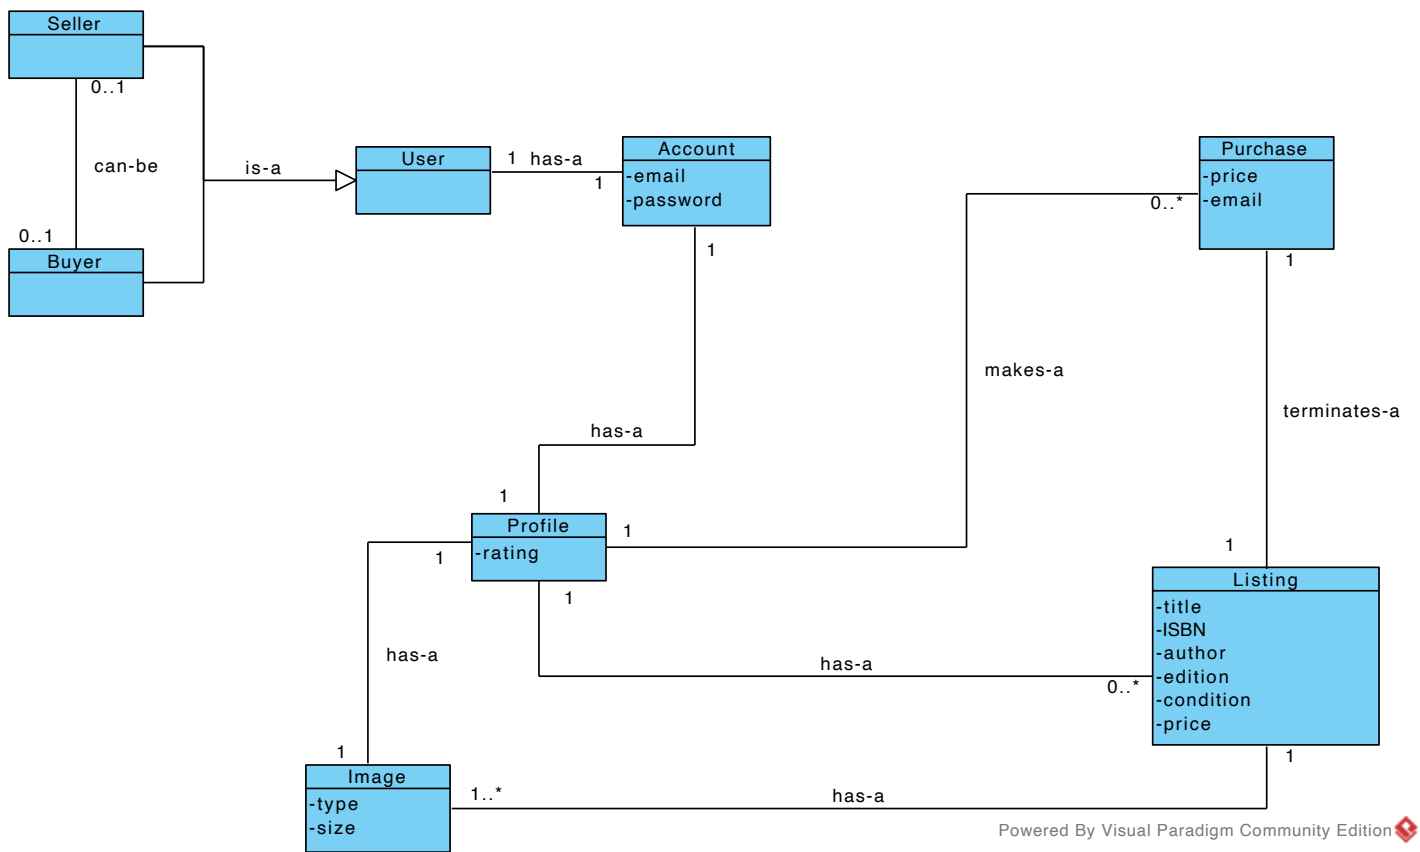 Seller
0..1
can-be
is-a
0..1
Buyer
User
1 has-a
1
Account
-email
-password
1
Purchase
-price
-email
0..*
1
makes-a
terminates-a
has-a
1
Profile
-rating
1
1
1
1
Listing
-title
-ISBN
-author
-edition
-condition
-price
has-a
has-a
0..*
1
1
Image
-type
-size
1..*
has-a
Powered By Visual Paradigm Community Edition